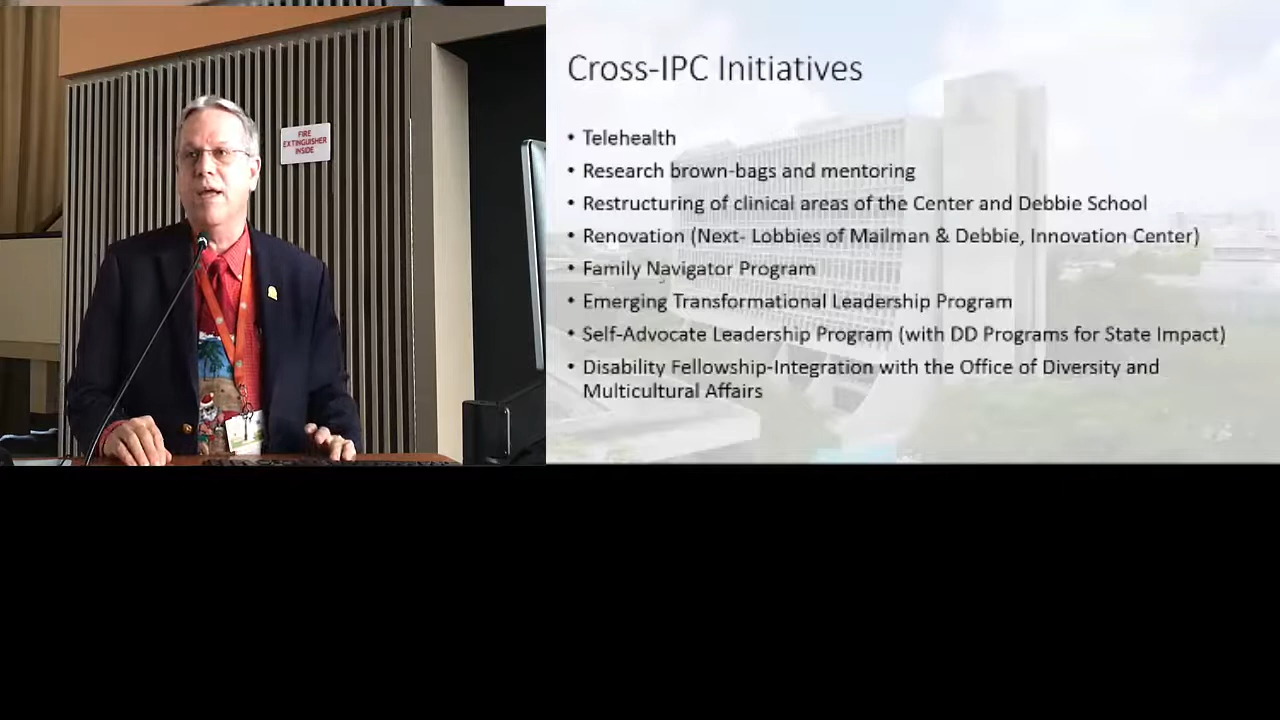 FIRE
EXTINGUISHER
INSIDE
Cross-IPC Initiatives
• Telehealth
• Research brown-bags and mentoring
• Restructuring of clinical areas of the Center and Debbie School
• Renovation (Next- Lobbies of Mailman & Debbie, Innovation Center)
• Family Navigator Program
• Emerging Transformational Leadership Program
• Self-Advocate Leadership Program (with DD Programs for State Impact)
• Disability Fellowship-Integration with the Office of Diversity and
Multicultural Affairs